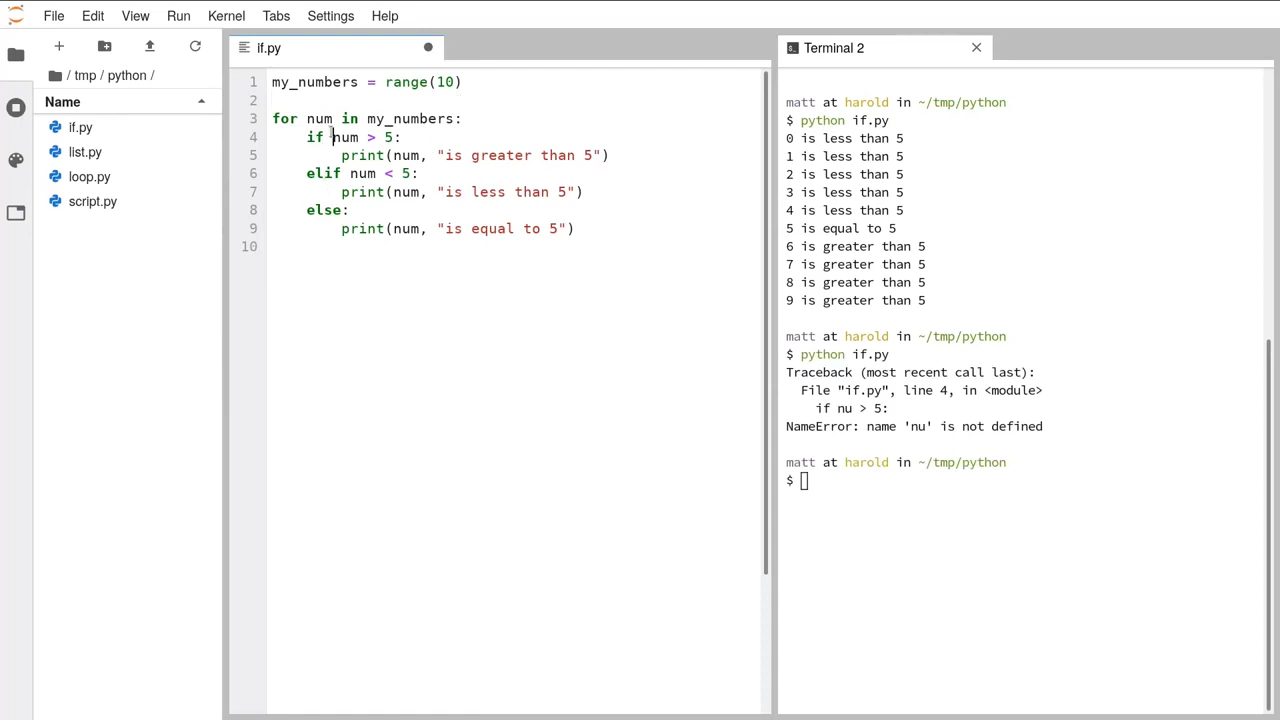 File Edit View Run Kernel Tabs Settings Help
/ tmp / python /
Name
if.py
list.py
loop.py
script.py
if.py
1 my_numbers = range(10)
2
3 for num in my_numbers:
4     if num > 5:
5         print(num, "is greater than 5")
6     elif num < 5:
7         print(num, "is less than 5")
8     else:
9         print(num, "is equal to 5")
10
Terminal 2
matt at harold in ~/tmp/python
$ python if.py
0 is less than 5
1 is less than 5
2 is less than 5
3 is less than 5
4 is less than 5
5 is equal to 5
6 is greater than 5
7 is greater than 5
8 is greater than 5
9 is greater than 5
matt at harold in ~/tmp/python
$ python if.py
Traceback (most recent call last):
  File "if.py", line 4, in <module>
    if nu > 5:
NameError: name 'nu' is not defined
matt at harold in ~/tmp/python
$